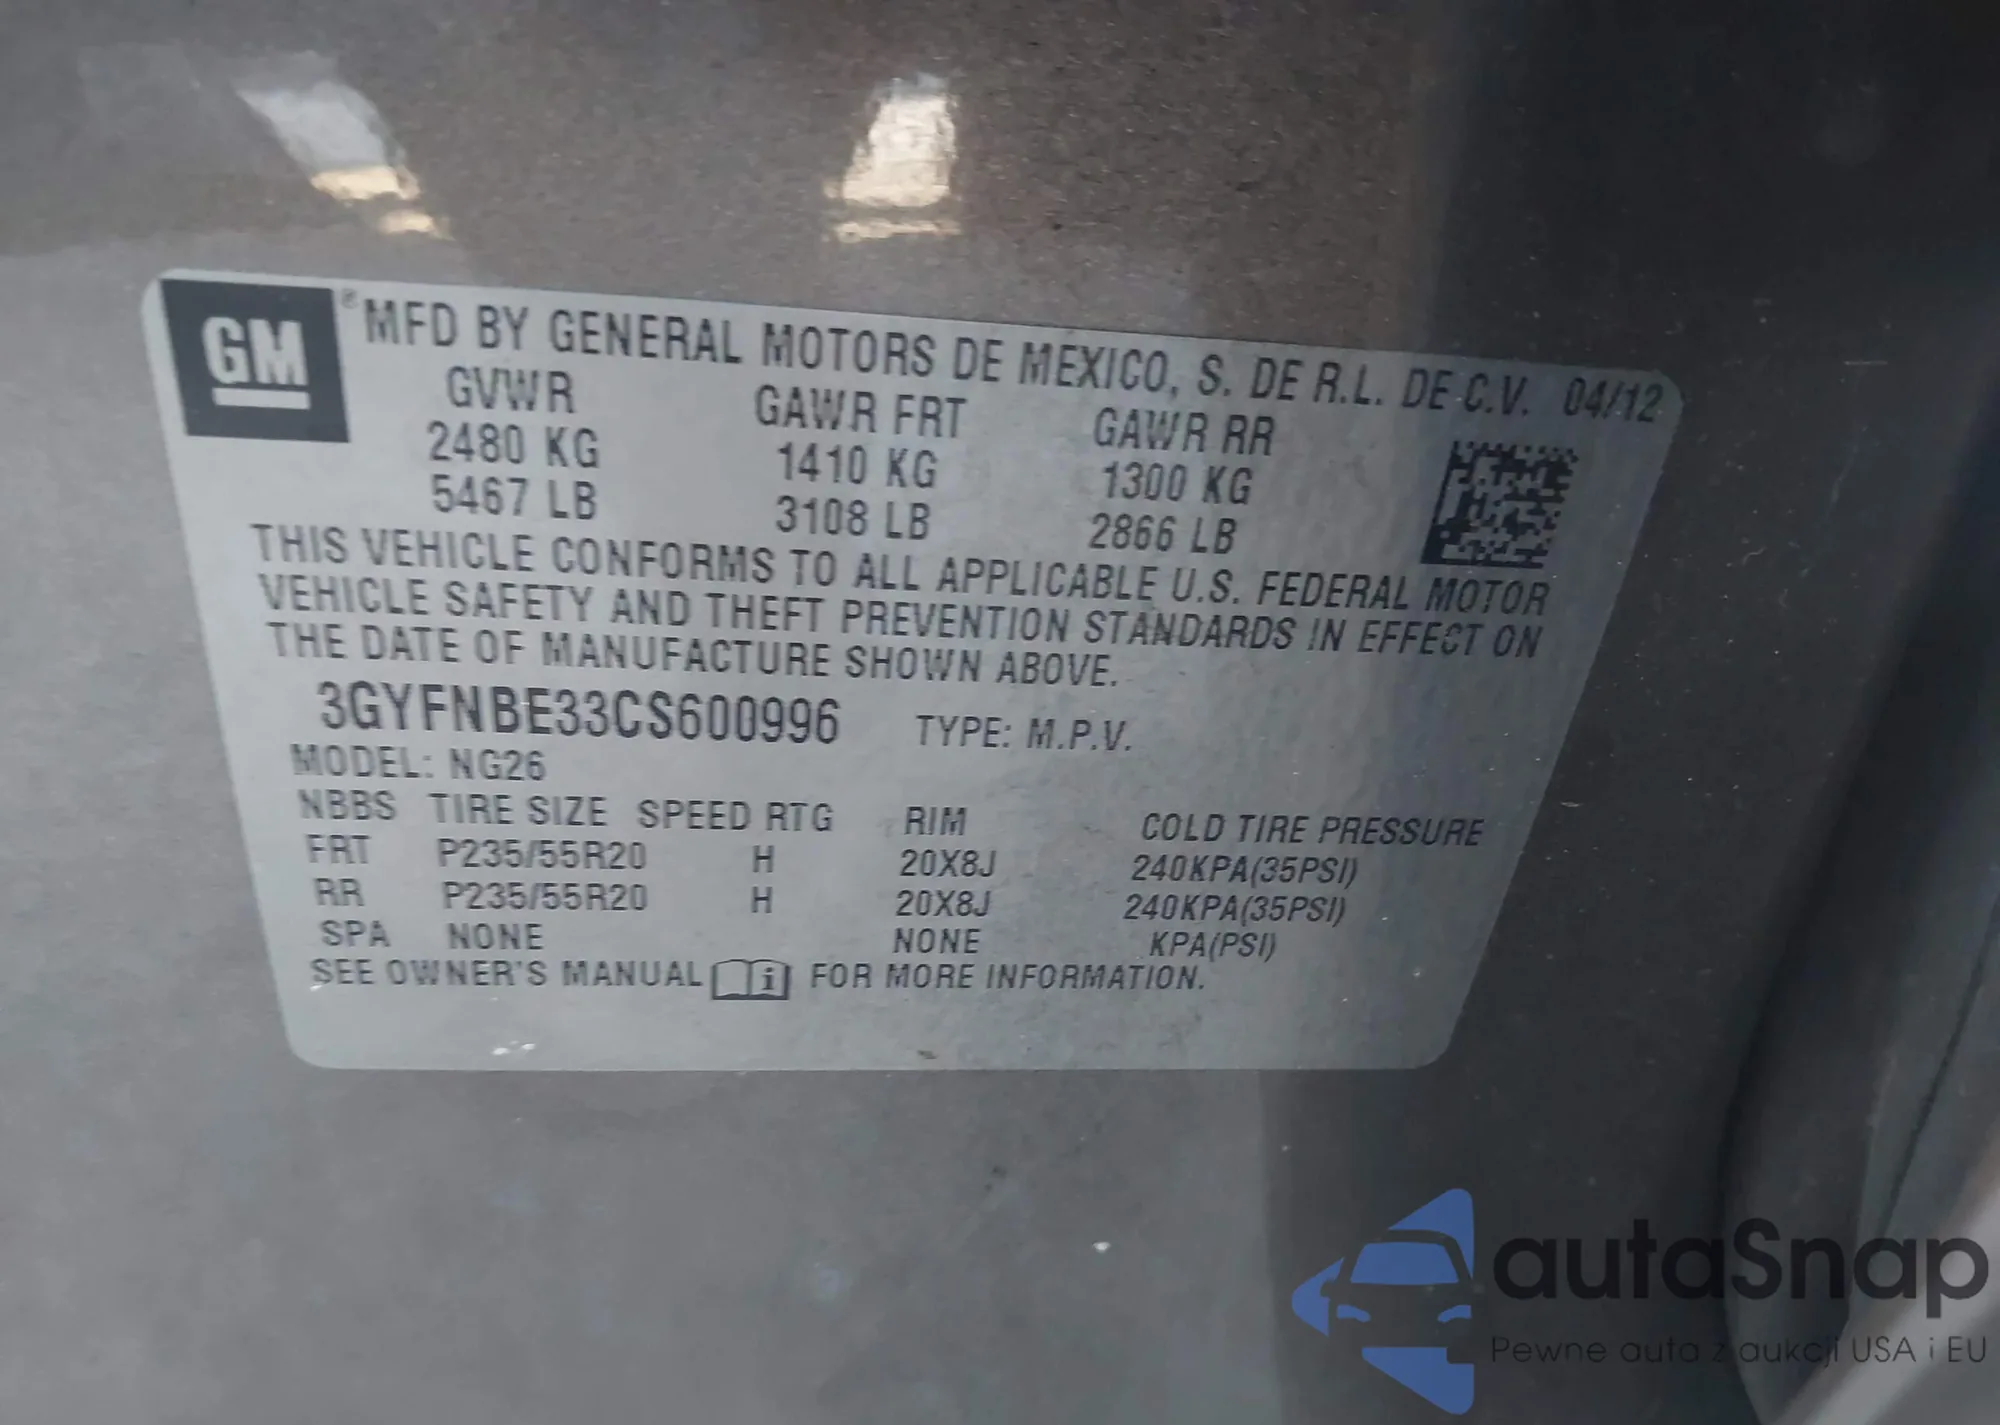 GM ® MFD BY GENERAL MOTORS DE MEXICO, S. DE R.L. DE C.V. 04/12
GVWR GAWR FRT GAWR RR
2480 KG 1410 KG 1300 KG
5467 LB 3108 LB 2866 LB
THIS VEHICLE CONFORMS TO ALL APPLICABLE U.S. FEDERAL MOTOR
VEHICLE SAFETY AND THEFT PREVENTION STANDARDS IN EFFECT ON
THE DATE OF MANUFACTURE SHOWN ABOVE.
3GYFNBE33CS600996 TYPE: M.P.V.
MODEL: NG26
NBBS TIRE SIZE SPEED RTG RIM COLD TIRE PRESSURE
FRT P235/55R20 H 20X8J 240KPA(35PSI)
RR P235/55R20 H 20X8J 240KPA(35PSI)
SPA NONE NONE KPA(PSI)
SEE OWNER'S MANUAL i FOR MORE INFORMATION.
autaSnap
Pewne auta z aukcji USA i EU